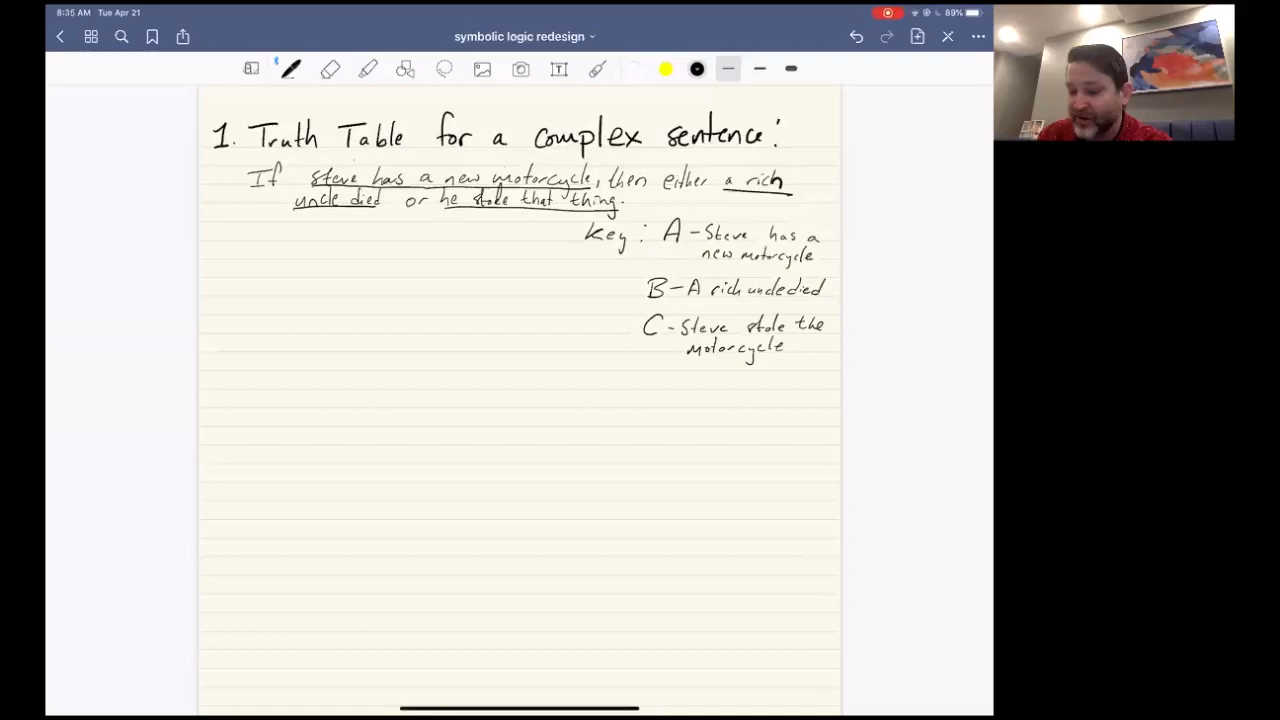 8:35 AM Tue Apr 21
89%
symbolic logic redesign
1. Truth Table for a complex sentence:
If Steve has a new motorcycle, then either a rich
uncle died or he stole that thing.
Key: A - Steve has a
new motorcycle
B - A rich uncle died
C - Steve stole the
motorcycle